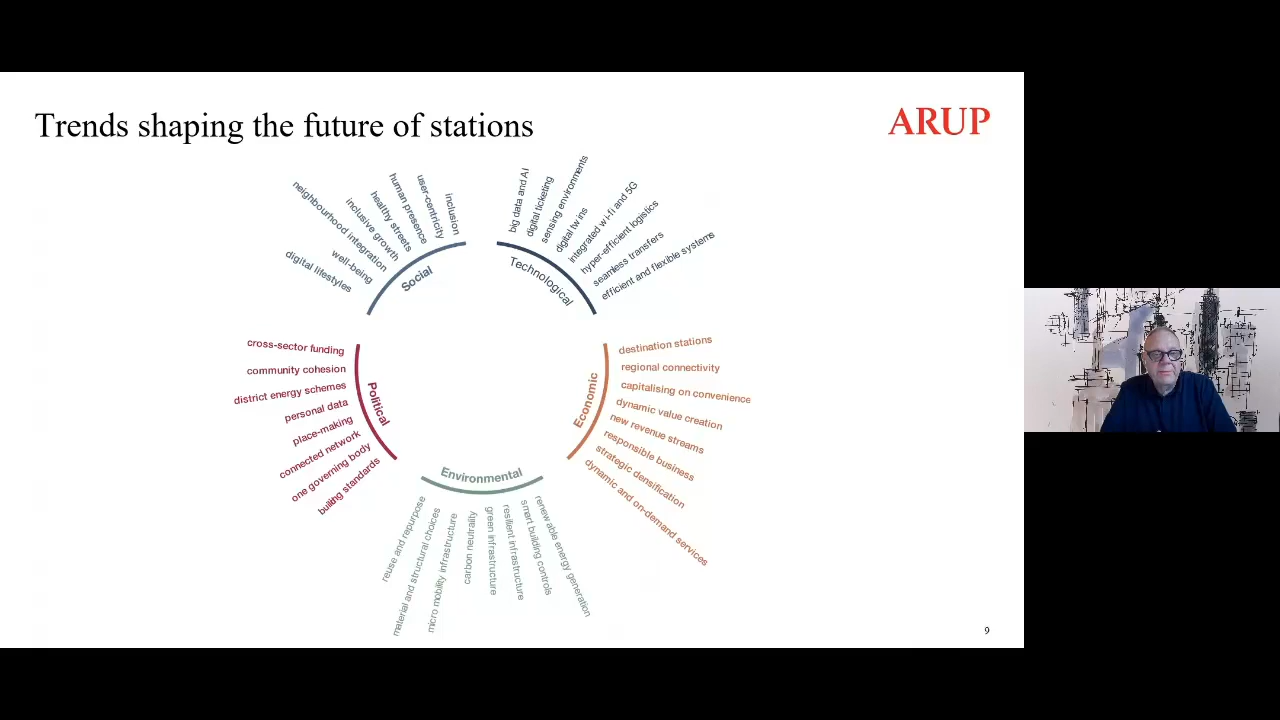 Trends shaping the future of stations
ARUP
digital lifestyles
well-being
neighbourhood integration
inclusive growth
healthy streets
human presence
user-centricity
inclusion
Social
big data and AI
digital ticketing
sensing environments
digital twins
integrated wi-fi and 5G
hyper-efficient logistics
seamless transfers
efficient and flexible systems
Technological
destination stations
regional connectivity
capitalising on convenience
dynamic value creation
new revenue streams
responsible business
strategic densification
dynamic and on-demand services
Economic
Environmental
renewable energy generation
smart building controls
resilient infrastructure
green infrastructure
carbon neutrality
micro mobility infrastructure
material and structural choices
reuse and repurpose
Political
cross-sector funding
community cohesion
district energy schemes
personal data
place-making
connected network
one governing body
building standards
9